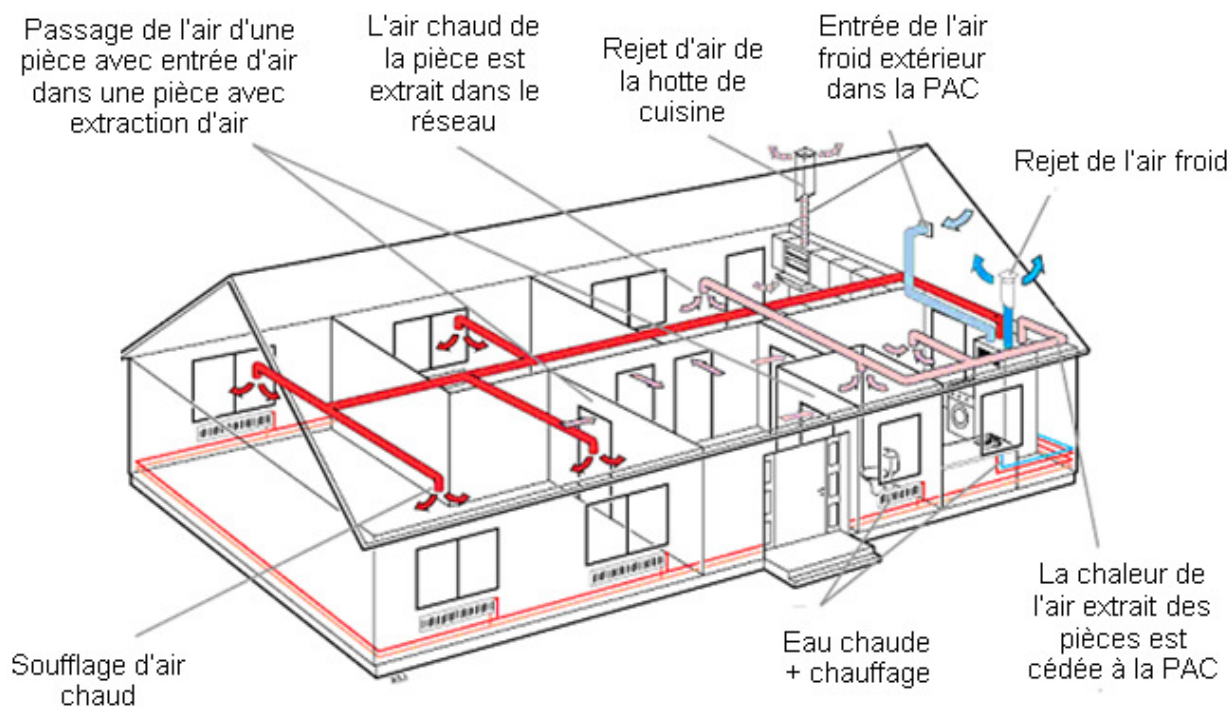 Passage de l'air d'une
pièce avec entrée d'air
dans une pièce avec
extraction d'air
L'air chaud de
la pièce est
extrait dans le
réseau
Rejet d'air de
la hotte de
cuisine
Entrée de l'air
froid extérieur
dans la PAC
Rejet de l'air froid
Soufflage d'air
chaud
Eau chaude
+ chauffage
La chaleur de
l'air extrait des
pièces est
cédée à la PAC